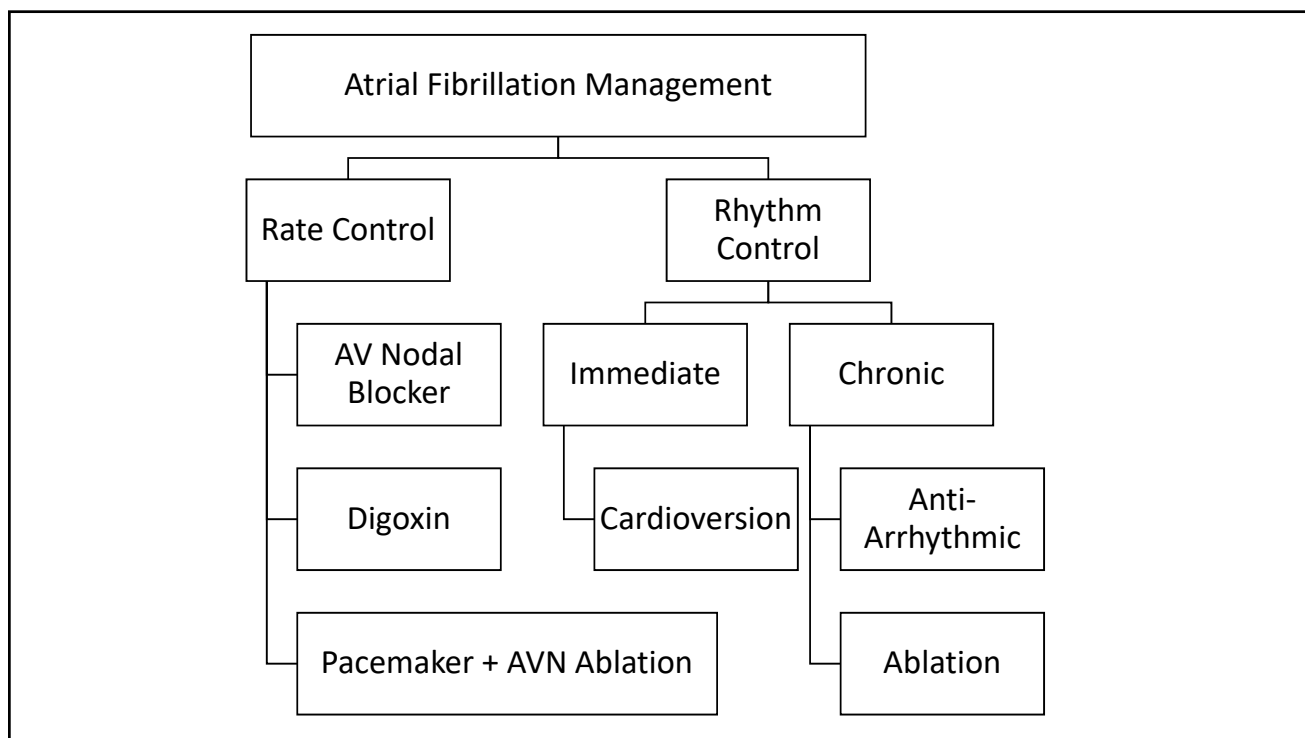 Atrial Fibrillation Management
Rate Control
Rhythm
Control
AV Nodal
Blocker
Immediate
Chronic
Digoxin
Cardioversion
Anti-
Arrhythmic
Pacemaker + AVN Ablation
Ablation